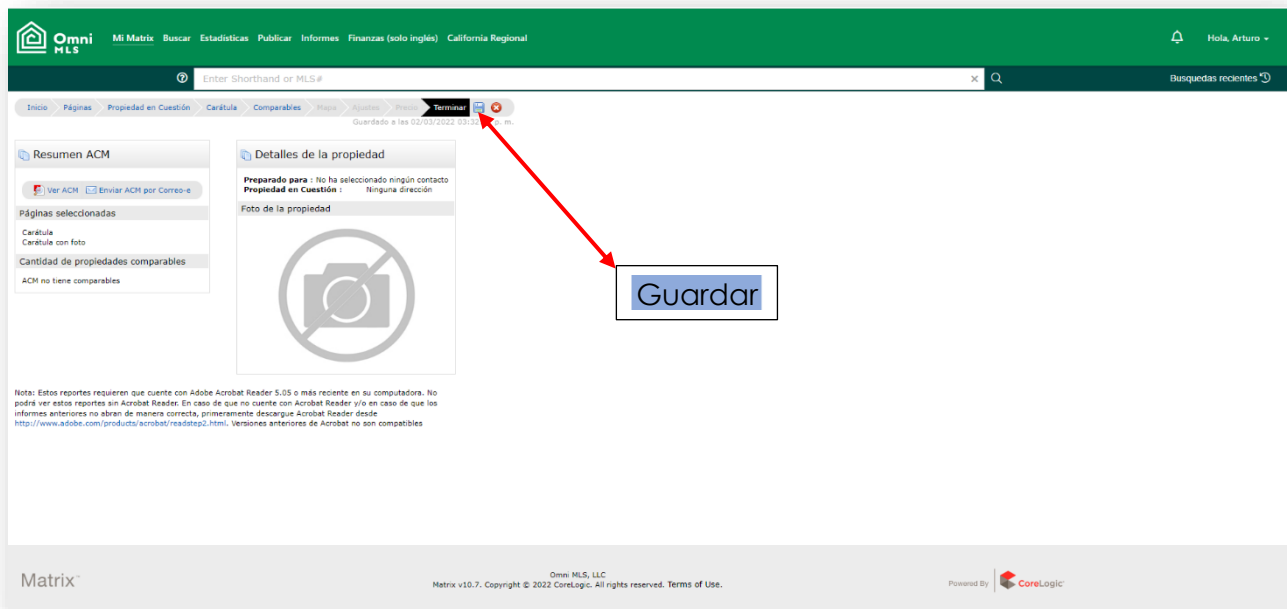 Omni MLS
Mi Matrix Buscar Estadísticas Publicar Informes Finanzas (solo inglés) California Regional
Hola, Arturo
Enter Shorthand or MLS#
Busquedas recientes
Inicio Páginas Propiedad en Cuestión Carátula Comparables Mapa Ajustes Precio Terminar
Guardado a las 02/03/2022 03:32 p. m.
Resumen ACM
Ver ACM Enviar ACM por Correo-e
Páginas seleccionadas
Carátula
Carátula con foto
Cantidad de propiedades comparables
ACM no tiene comparables
Detalles de la propiedad
Preparado para : No ha seleccionado ningún contacto
Propiedad en Cuestión : Ninguna dirección
Foto de la propiedad
Guardar
Nota: Estos reportes requieren que cuente con Adobe Acrobat Reader 5.05 o más reciente en su computadora. No
podrá ver estos reportes sin Acrobat Reader. En caso de que no cuente con Acrobat Reader y/o en caso de que los
informes anteriores no abran de manera correcta, primeramente descargue Acrobat Reader desde
http://www.adobe.com/products/acrobat/readstep2.html. Versiones anteriores de Acrobat no son compatibles
Matrix
Omni MLS, LLC
Matrix v10.7. Copyright © 2022 CoreLogic. All rights reserved. Terms of Use.
Powered By CoreLogic